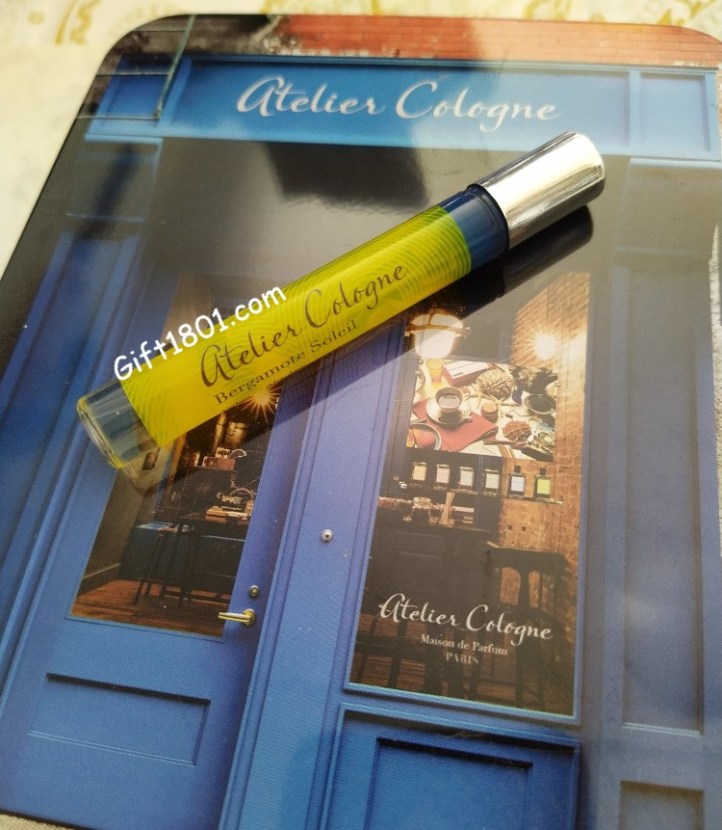 Atelier Cologne
Gift1801.com
Atelier Cologne
Bergamote Soleil
Atelier Cologne
Maison de Parfum
PARIS